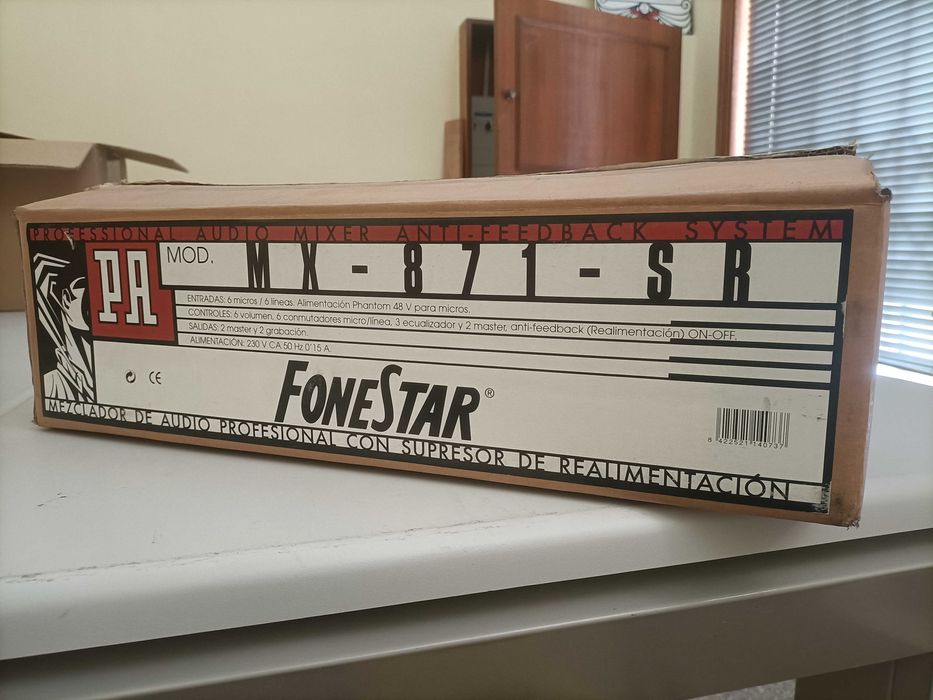 PROFESSIONAL AUDIO MIXER ANTI-FEEDBACK SYSTEM
PA
MOD. MX-871-SR
ENTRADAS: 6 micros / 6 líneas. Alimentación Phantom 48 V para micros.
CONTROLES: 6 volumen, 6 conmutadores micro/línea, 3 ecualizador y 2 master, anti-feedback (Realimentación) ON-OFF.
SALIDAS: 2 master y 2 grabación.
ALIMENTACIÓN: 230 V CA 50 Hz 0'15 A.
CE
FONESTAR®
8 422521 140737
MEZCLADOR DE AUDIO PROFESIONAL CON SUPRESOR DE REALIMENTACIÓN